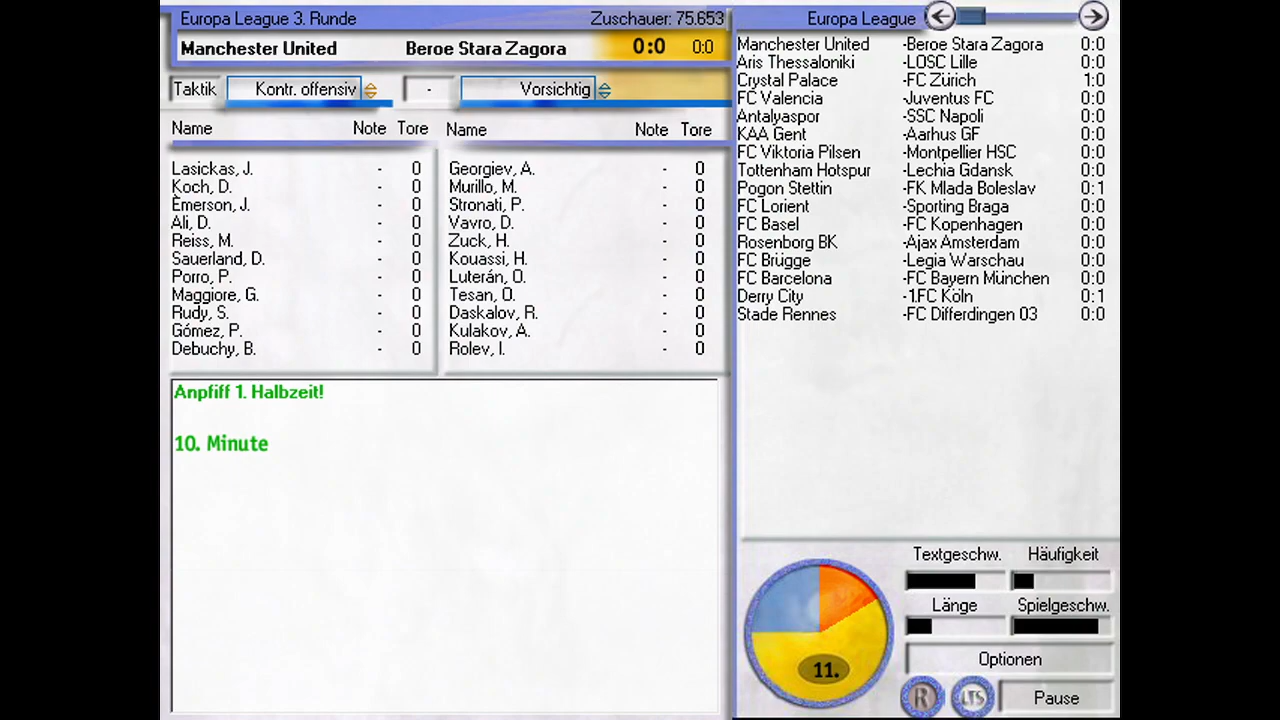 Europa League 3. Runde Zuschauer: 75.653
Manchester United Beroe Stara Zagora 0:0 0:0
Taktik Kontr. offensiv - Vorsichtig
Name Note Tore Name Note Tore
Lasickas, J. - 0 Georgiev, A. - 0
Koch, D. - 0 Murillo, M. - 0
Èmerson, J. - 0 Stronati, P. - 0
Ali, D. - 0 Vavro, D. - 0
Reiss, M. - 0 Zuck, H. - 0
Sauerland, D. - 0 Kouassi, H. - 0
Porro, P. - 0 Luterán, O. - 0
Maggiore, G. - 0 Tesan, O. - 0
Rudy, S. - 0 Daskalov, R. - 0
Gómez, P. - 0 Kulakov, A. - 0
Debuchy, B. - 0 Rolev, I. - 0
Anpfiff 1. Halbzeit!
10. Minute
Europa League
Manchester United -Beroe Stara Zagora 0:0
Aris Thessaloniki -LOSC Lille 0:0
Crystal Palace -FC Zürich 1:0
FC Valencia -Juventus FC 0:0
Antalyaspor -SSC Napoli 0:0
KAA Gent -Aarhus GF 0:0
FC Viktoria Pilsen -Montpellier HSC 0:0
Tottenham Hotspur -Lechia Gdansk 0:0
Pogon Stettin -FK Mlada Boleslav 0:1
FC Lorient -Sporting Braga 0:0
FC Basel -FC Kopenhagen 0:0
Rosenborg BK -Ajax Amsterdam 0:0
FC Brügge -Legia Warschau 0:0
FC Barcelona -FC Bayern München 0:0
Derry City -1.FC Köln 0:1
Stade Rennes -FC Differdingen 03 0:0
Textgeschw. Häufigkeit
Länge Spielgeschw.
11.
Optionen
R LTS Pause